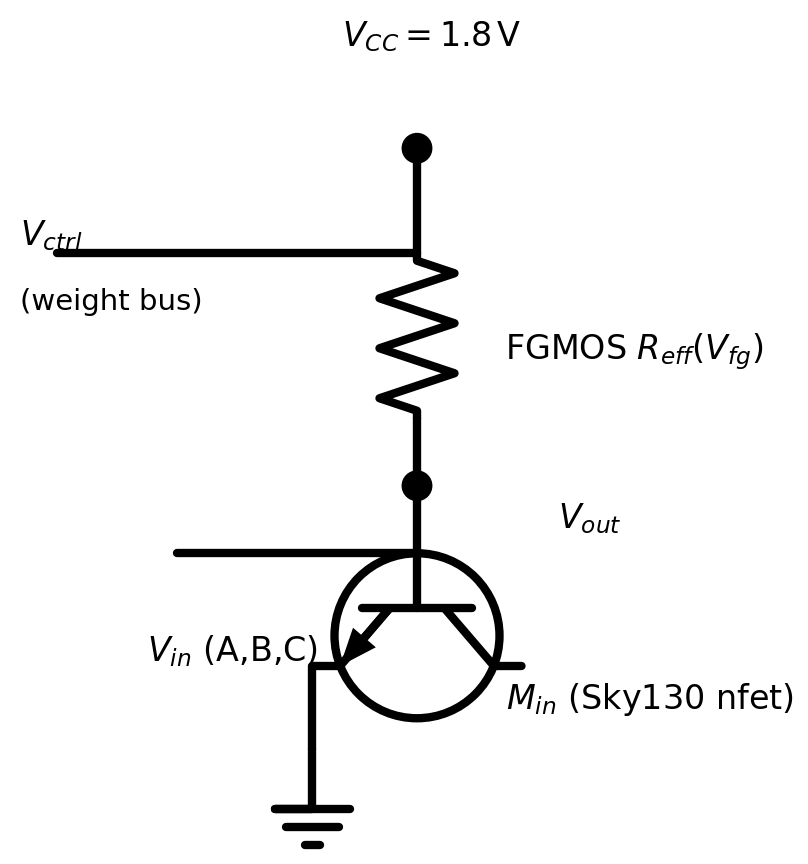 V_CC = 1.8 V
V_ctrl
(weight bus)
FGMOS R_eff(V_fg)
V_out
V_in (A,B,C)
M_in (Sky130 nfet)